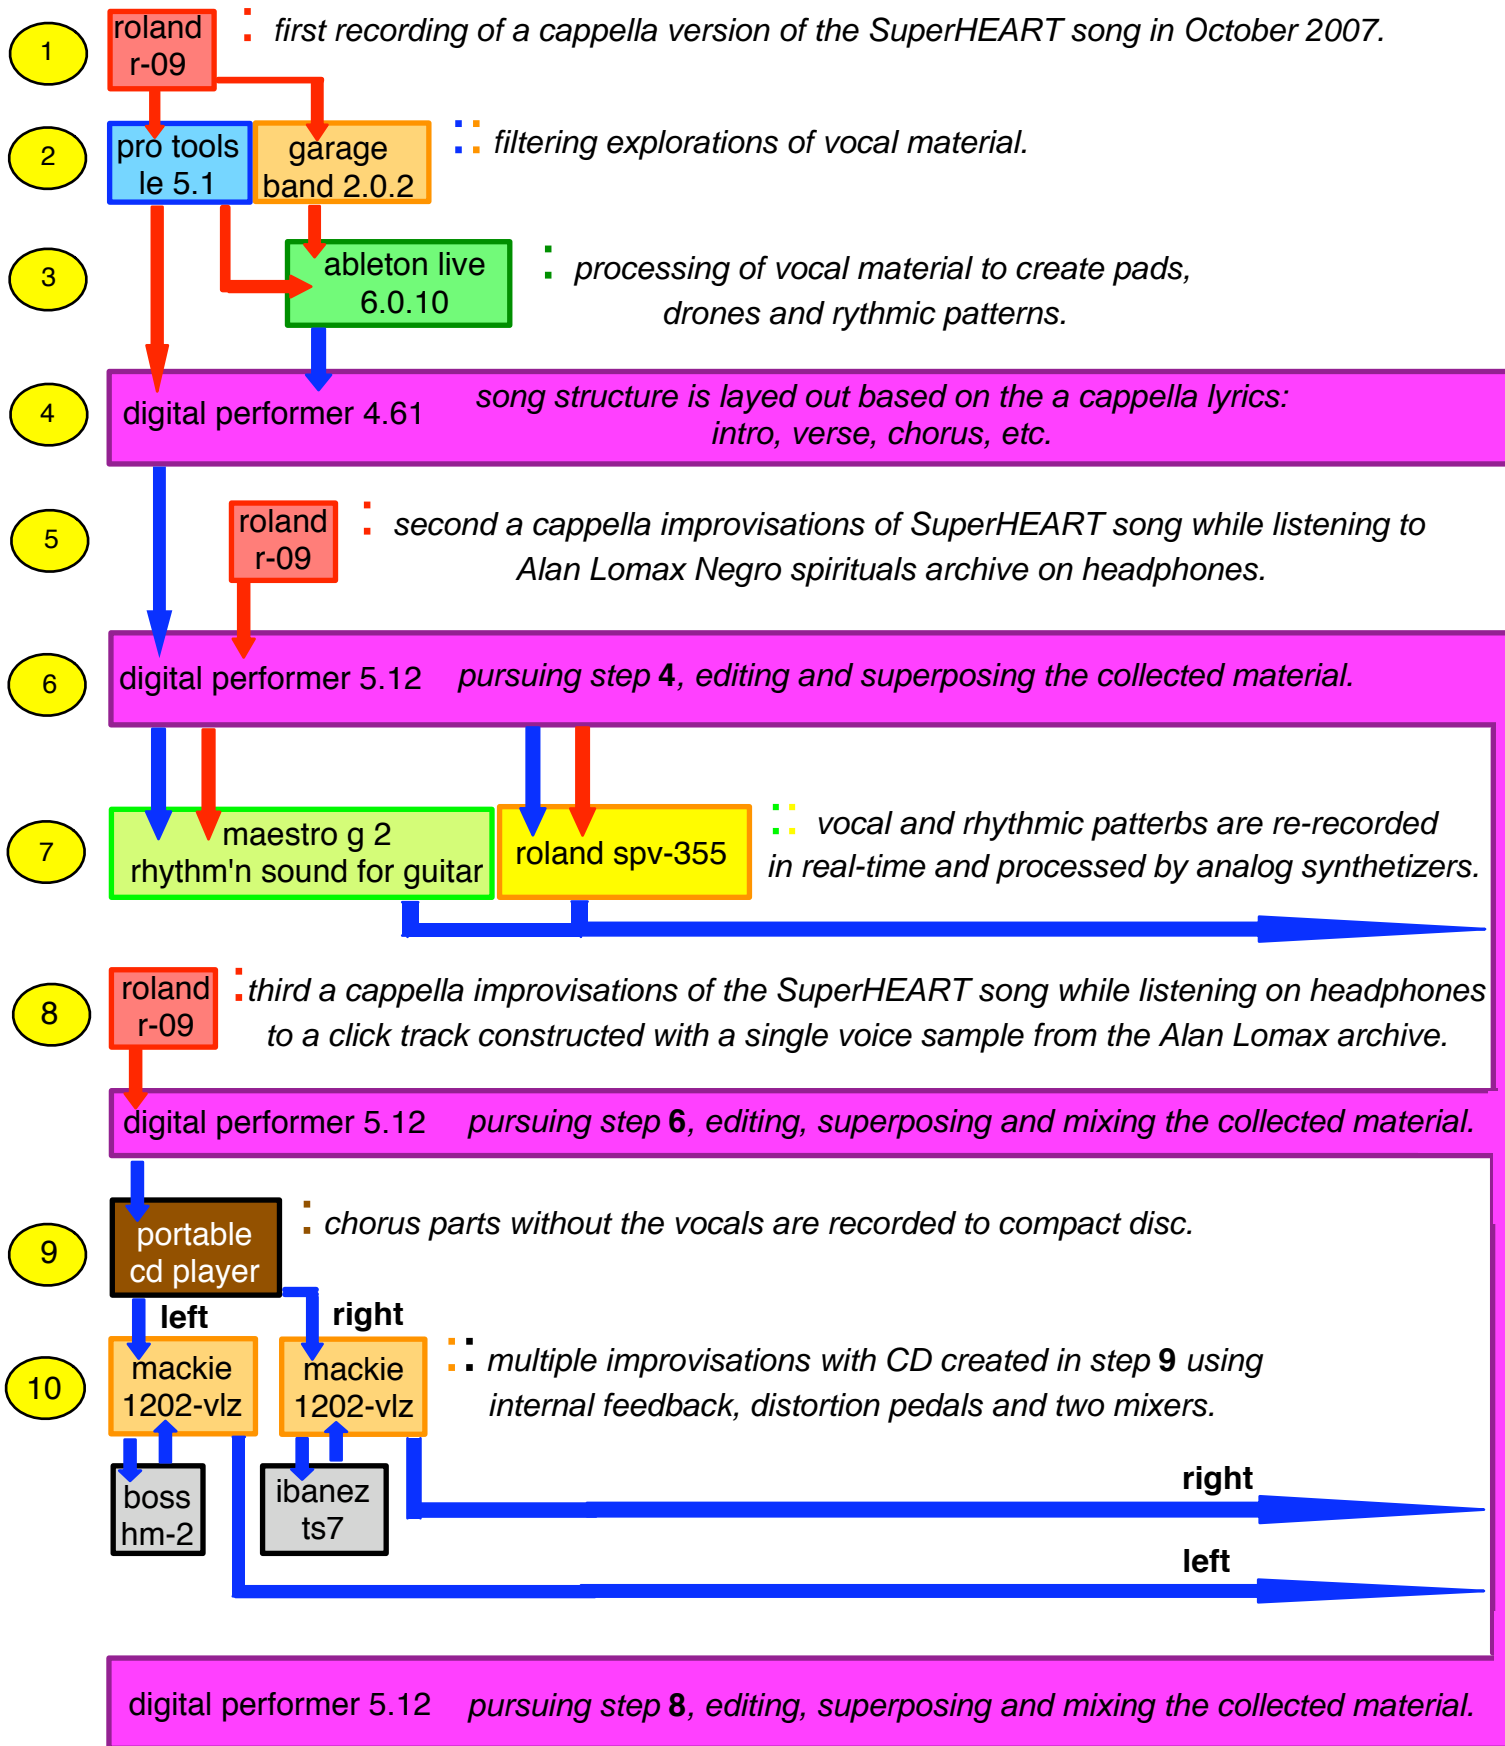 1
roland
r-09
: first recording of a cappella version of the SuperHEART song in October 2007.
2
pro tools
le 5.1
garage
band 2.0.2
:: filtering explorations of vocal material.
3
ableton live
6.0.10
: processing of vocal material to create pads,
drones and rythmic patterns.
4
digital performer 4.61
song structure is layed out based on the a cappella lyrics:
intro, verse, chorus, etc.
5
roland
r-09
: second a cappella improvisations of SuperHEART song while listening to
Alan Lomax Negro spirituals archive on headphones.
6
digital performer 5.12
pursuing step 4, editing and superposing the collected material.
7
maestro g 2
rhythm'n sound for guitar
roland spv-355
:: vocal and rhythmic patterbs are re-recorded
in real-time and processed by analog synthetizers.
8
roland
r-09
: third a cappella improvisations of the SuperHEART song while listening on headphones
to a click track constructed with a single voice sample from the Alan Lomax archive.
digital performer 5.12
pursuing step 6, editing, superposing and mixing the collected material.
9
portable
cd player
: chorus parts without the vocals are recorded to compact disc.
left
right
10
mackie
1202-vlz
mackie
1202-vlz
:: multiple improvisations with CD created in step 9 using
internal feedback, distortion pedals and two mixers.
boss
hm-2
ibanez
ts7
right
left
digital performer 5.12
pursuing step 8, editing, superposing and mixing the collected material.